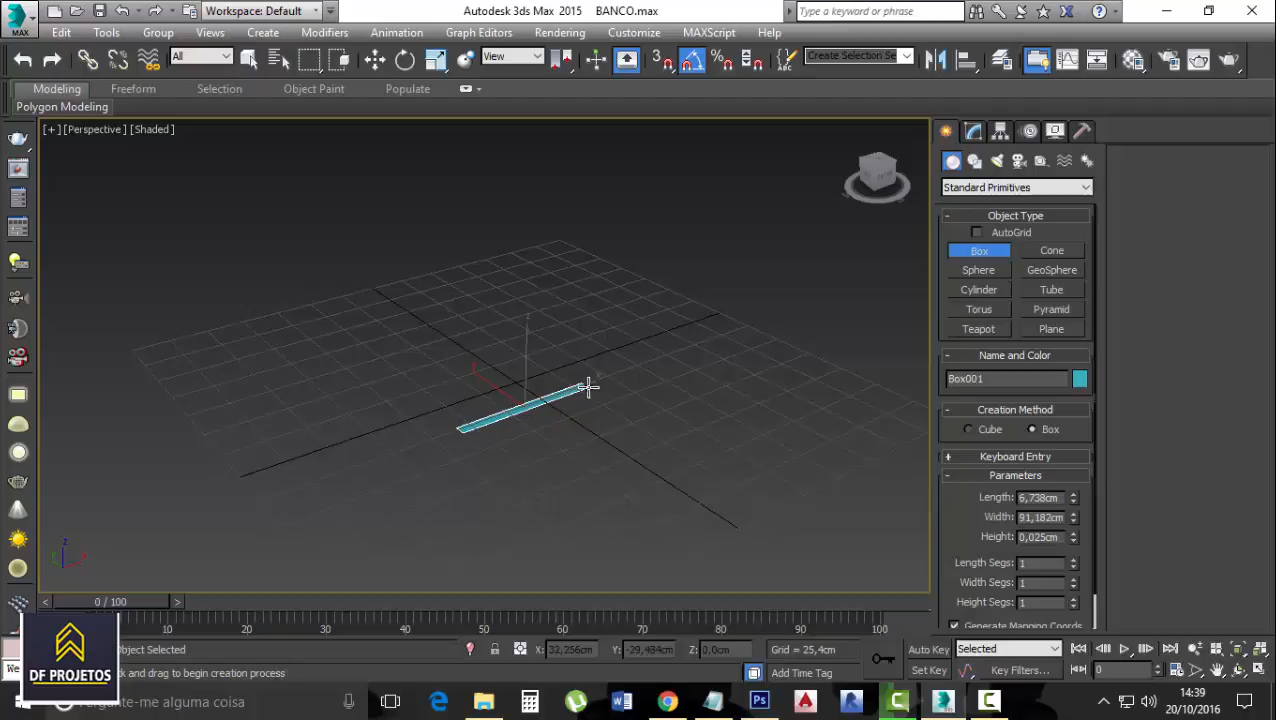 MAX
Workspace: Default
Autodesk 3ds Max 2015 BANCO.max
Type a keyword or phrase
Edit Tools Group Views Create Modifiers Animation Graph Editors Rendering Customize MAXScript Help
All
View
3
Create Selection Se
Modeling Freeform Selection Object Paint Populate
Polygon Modeling
[+] [Perspective] [Shaded]
Standard Primitives
- Object Type
AutoGrid
Box Cone
Sphere GeoSphere
Cylinder Tube
Torus Pyramid
Teapot Plane
- Name and Color
Box001
- Creation Method
Cube Box
+ Keyboard Entry
- Parameters
Length: 6,738cm
Width: 91,182cm
Height: 0,025cm
Length Segs: 1
Width Segs: 1
Height Segs: 1
Generate Mapping Coords
z
< 0 / 100 >
10 20 30 40 50 60 70 80 90 100
Object Selected
X: 32,256cm Y: -29,484cm Z: 0,0cm
Grid = 25,4cm
Auto Key
Selected
We
ck and drag to begin creation process
Add Time Tag
Set Key
Key Filters...
0
DF PROJETOS
Pergunte-me alguma coisa
14:39
20/10/2016